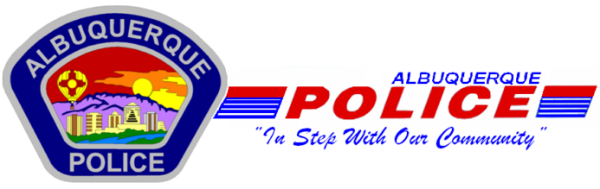 ALBUQUERQUE
POLICE
ALBUQUERQUE
POLICE
"In Step With Our Community"